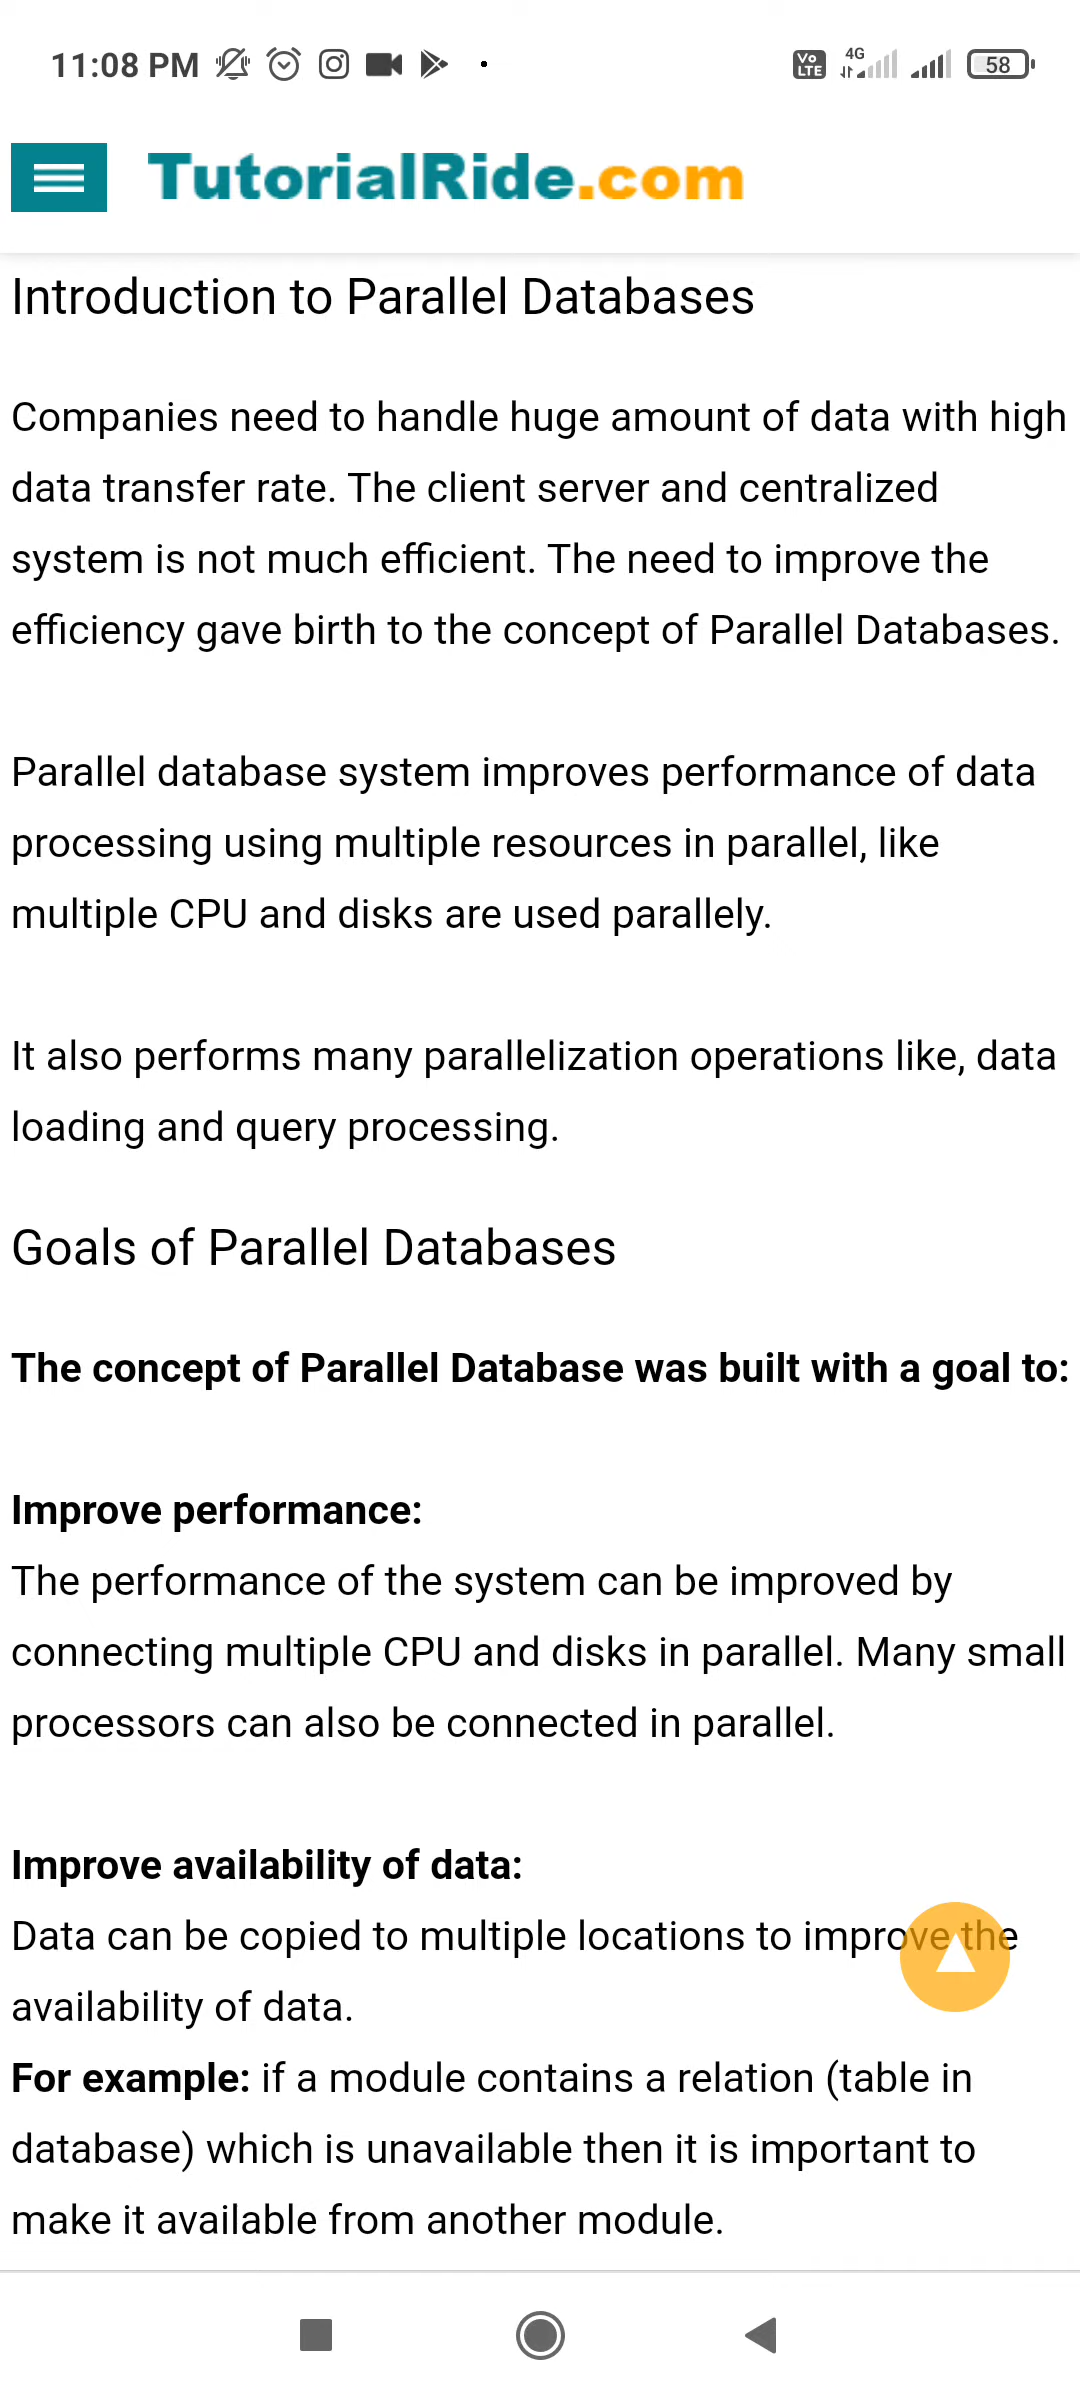 11:08 PM
Vo LTE
4G
58
TutorialRide.com
Introduction to Parallel Databases
Companies need to handle huge amount of data with high
data transfer rate. The client server and centralized
system is not much efficient. The need to improve the
efficiency gave birth to the concept of Parallel Databases.
Parallel database system improves performance of data
processing using multiple resources in parallel, like
multiple CPU and disks are used parallely.
It also performs many parallelization operations like, data
loading and query processing.
Goals of Parallel Databases
The concept of Parallel Database was built with a goal to:
Improve performance:
The performance of the system can be improved by
connecting multiple CPU and disks in parallel. Many small
processors can also be connected in parallel.
Improve availability of data:
Data can be copied to multiple locations to improve the
availability of data.
For example: if a module contains a relation (table in
database) which is unavailable then it is important to
make it available from another module.